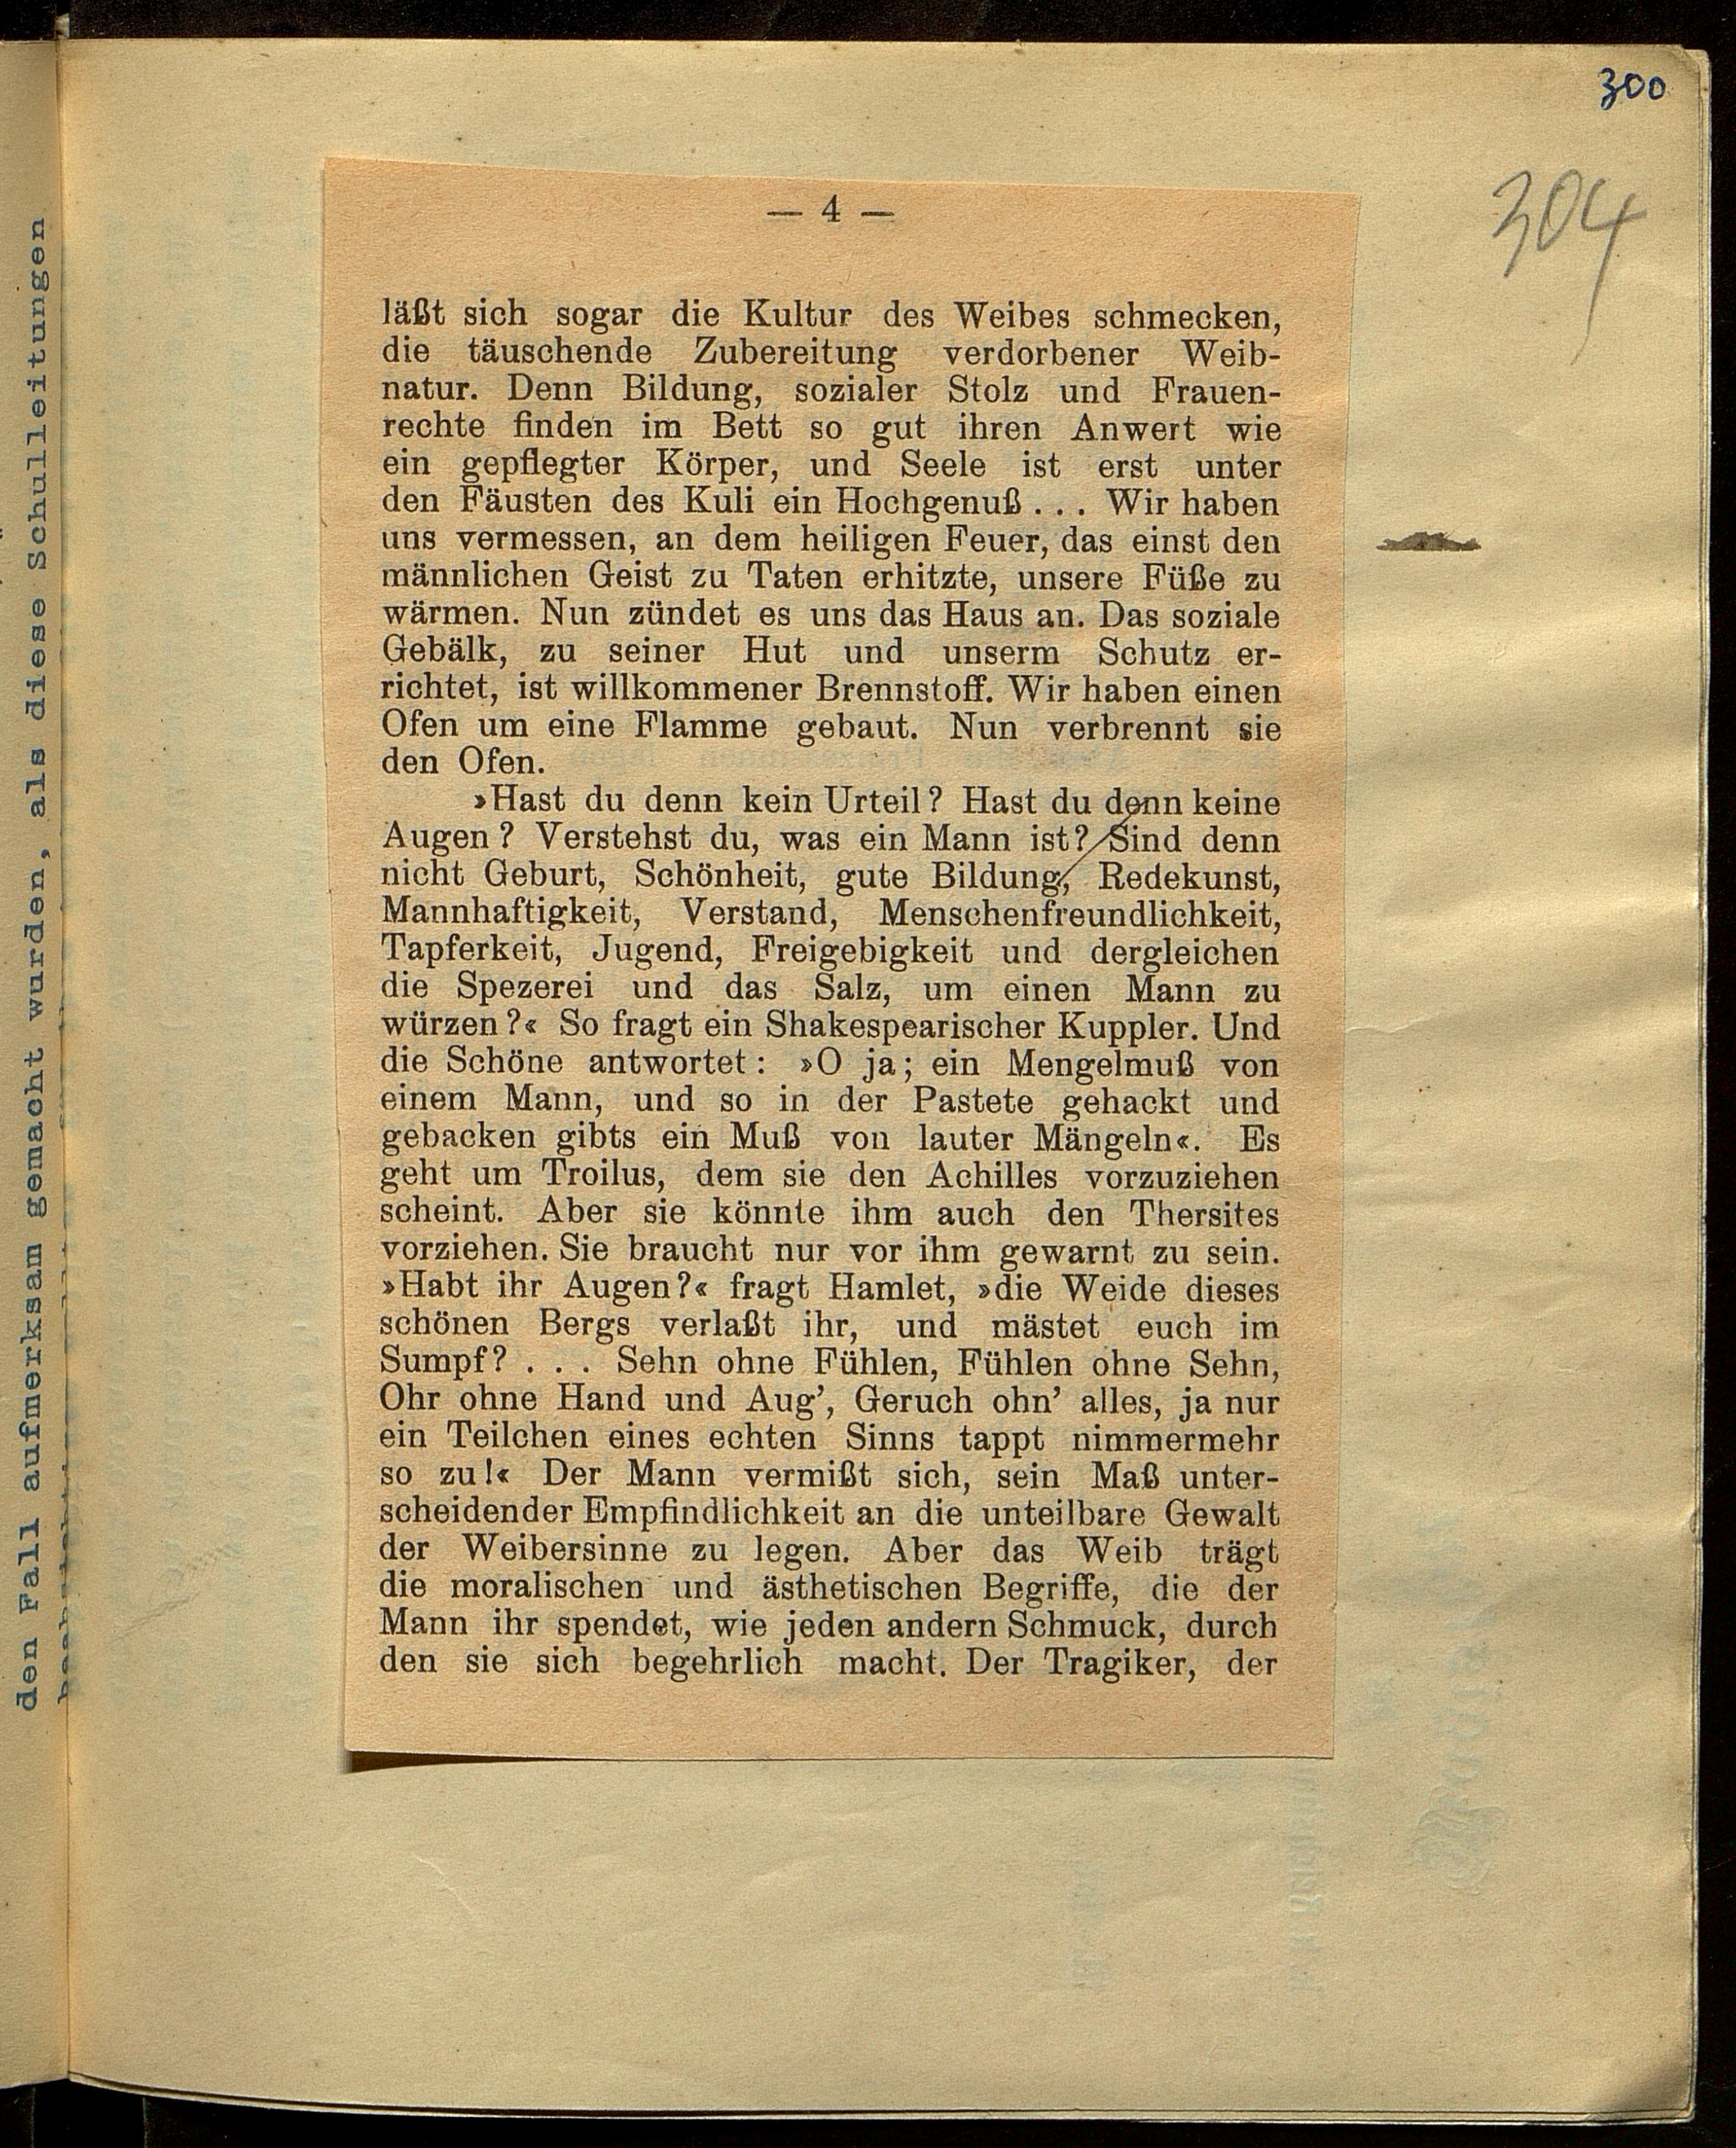 300
304
— 4 —
läßt sich sogar die Kultur des Weibes schmecken,
die täuschende Zubereitung verdorbener Weib-
natur. Denn Bildung, sozialer Stolz und Frauen-
rechte finden im Bett so gut ihren Anwert wie
ein gepflegter Körper, und Seele ist erst unter
den Fäusten des Kuli ein Hochgenuß . . . Wir haben
uns vermessen, an dem heiligen Feuer, das einst den
männlichen Geist zu Taten erhitzte, unsere Füße zu
wärmen. Nun zündet es uns das Haus an. Das soziale
Gebälk, zu seiner Hut und unserm Schutz er-
richtet, ist willkommener Brennstoff. Wir haben einen
Ofen um eine Flamme gebaut. Nun verbrennt sie
den Ofen.
»Hast du denn kein Urteil? Hast du denn keine
Augen? Verstehst du, was ein Mann ist? Sind denn
nicht Geburt, Schönheit, gute Bildung, Redekunst,
Mannhaftigkeit, Verstand, Menschenfreundlichkeit,
Tapferkeit, Jugend, Freigebigkeit und dergleichen
die Spezerei und das Salz, um einen Mann zu
würzen?« So fragt ein Shakespearischer Kuppler. Und
die Schöne antwortet: »O ja; ein Mengelmuß von
einem Mann, und so in der Pastete gehackt und
gebacken gibts ein Muß von lauter Mängeln«. Es
geht um Troilus, dem sie den Achilles vorzuziehen
scheint. Aber sie könnte ihm auch den Thersites
vorziehen. Sie braucht nur vor ihm gewarnt zu sein.
»Habt ihr Augen?« fragt Hamlet, »die Weide dieses
schönen Bergs verlaßt ihr, und mästet euch im
Sumpf? . . . Sehn ohne Fühlen, Fühlen ohne Sehn,
Ohr ohne Hand und Aug’, Geruch ohn’ alles, ja nur
ein Teilchen eines echten Sinns tappt nimmermehr
so zu!« Der Mann vermißt sich, sein Maß unter-
scheidender Empfindlichkeit an die unteilbare Gewalt
der Weibersinne zu legen. Aber das Weib trägt
die moralischen und ästhetischen Begriffe, die der
Mann ihr spendet, wie jeden andern Schmuck, durch
den sie sich begehrlich macht. Der Tragiker, der
den Fall aufmerksam gemacht wurden, als diese Schulleitungen